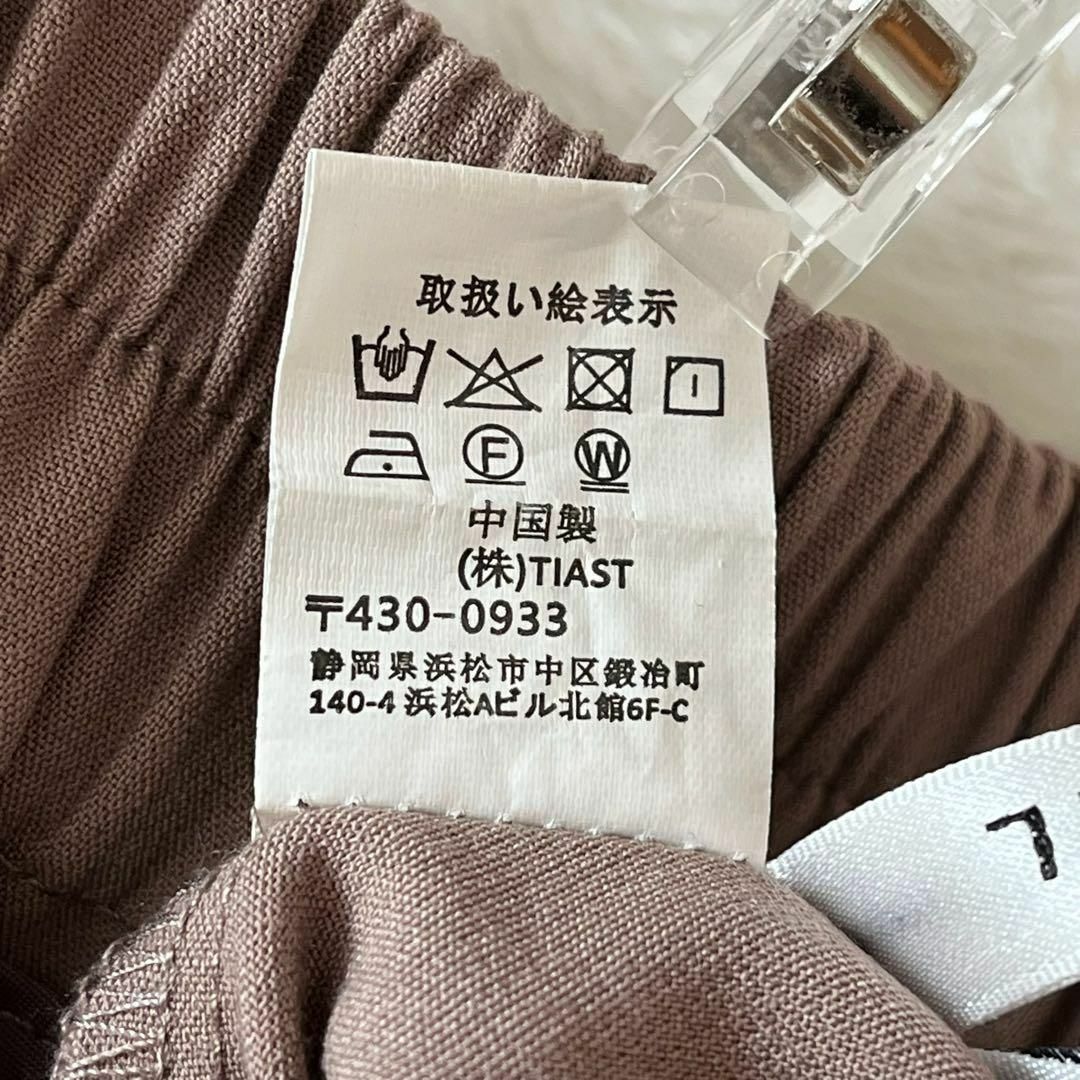 取扱い絵表示
F W
中国製
(株)TIAST
〒430-0933
静岡県浜松市中区鍛冶町
140-4 浜松Aビル北館6F-C